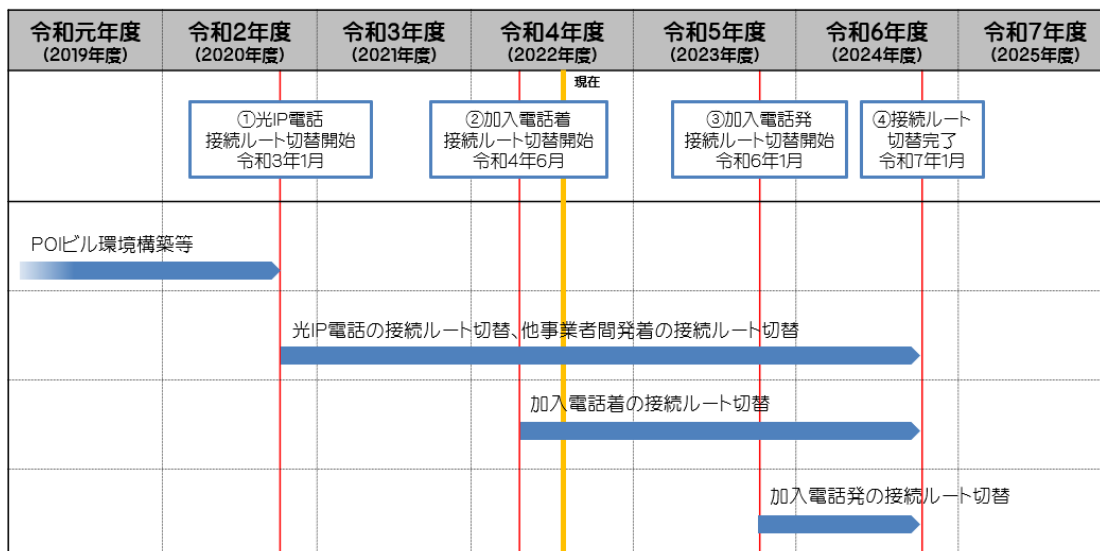 令和元年度 令和2年度 令和3年度 令和4年度 令和5年度 令和6年度 令和7年度
(2019年度) (2020年度) (2021年度) (2022年度) (2023年度) (2024年度) (2025年度)
現在
①光IP電話
接続ルート切替開始
令和3年1月
②加入電話着
接続ルート切替開始
令和4年6月
③加入電話発
接続ルート切替開始
令和6年1月
④接続ルート
切替完了
令和7年1月
POIビル環境構築等
光IP電話の接続ルート切替、他事業者間発着の接続ルート切替
加入電話着の接続ルート切替
加入電話発の接続ルート切替